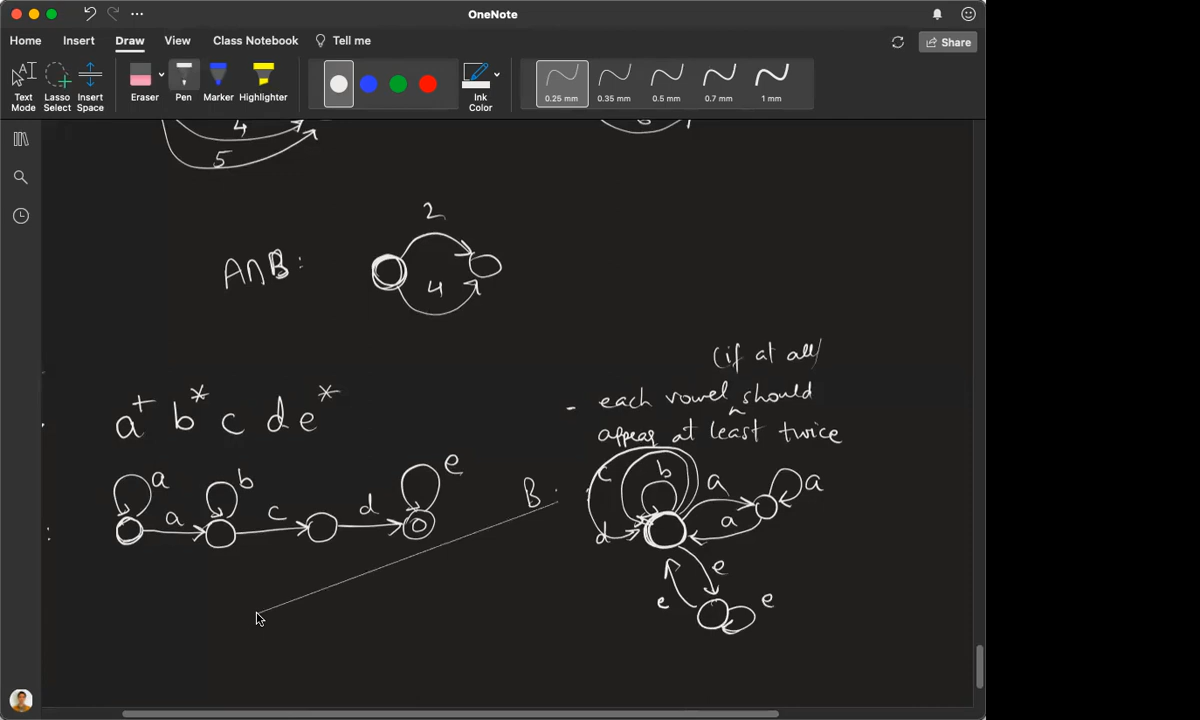 OneNote
Home Insert Draw View Class Notebook Tell me
Share
Text Mode
Lasso Select
Insert Space
Eraser
Pen
Marker
Highlighter
Ink Color
0.25 mm 0.35 mm 0.5 mm 0.7 mm 1 mm
4
5
2
A∩B:
4
(if at all)
a⁺ b* c d e*
- each vowel ^ should
appear at least twice
a b c d e
:
B:
c b a a
d a
e
e e